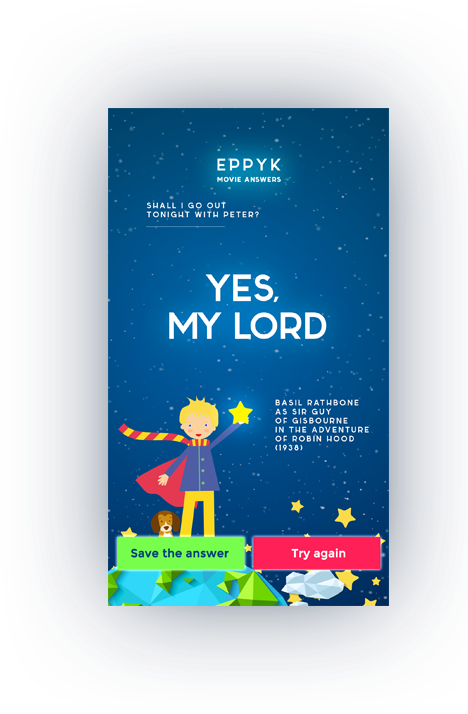 EPPYK
MOVIE ANSWERS
SHALL I GO OUT
TONIGHT WITH PETER?
YES,
MY LORD
BASIL RATHBONE
AS SIR GUY
OF GISBOURNE
IN THE ADVENTURE
OF ROBIN HOOD
(1938)
Save the answer
Try again